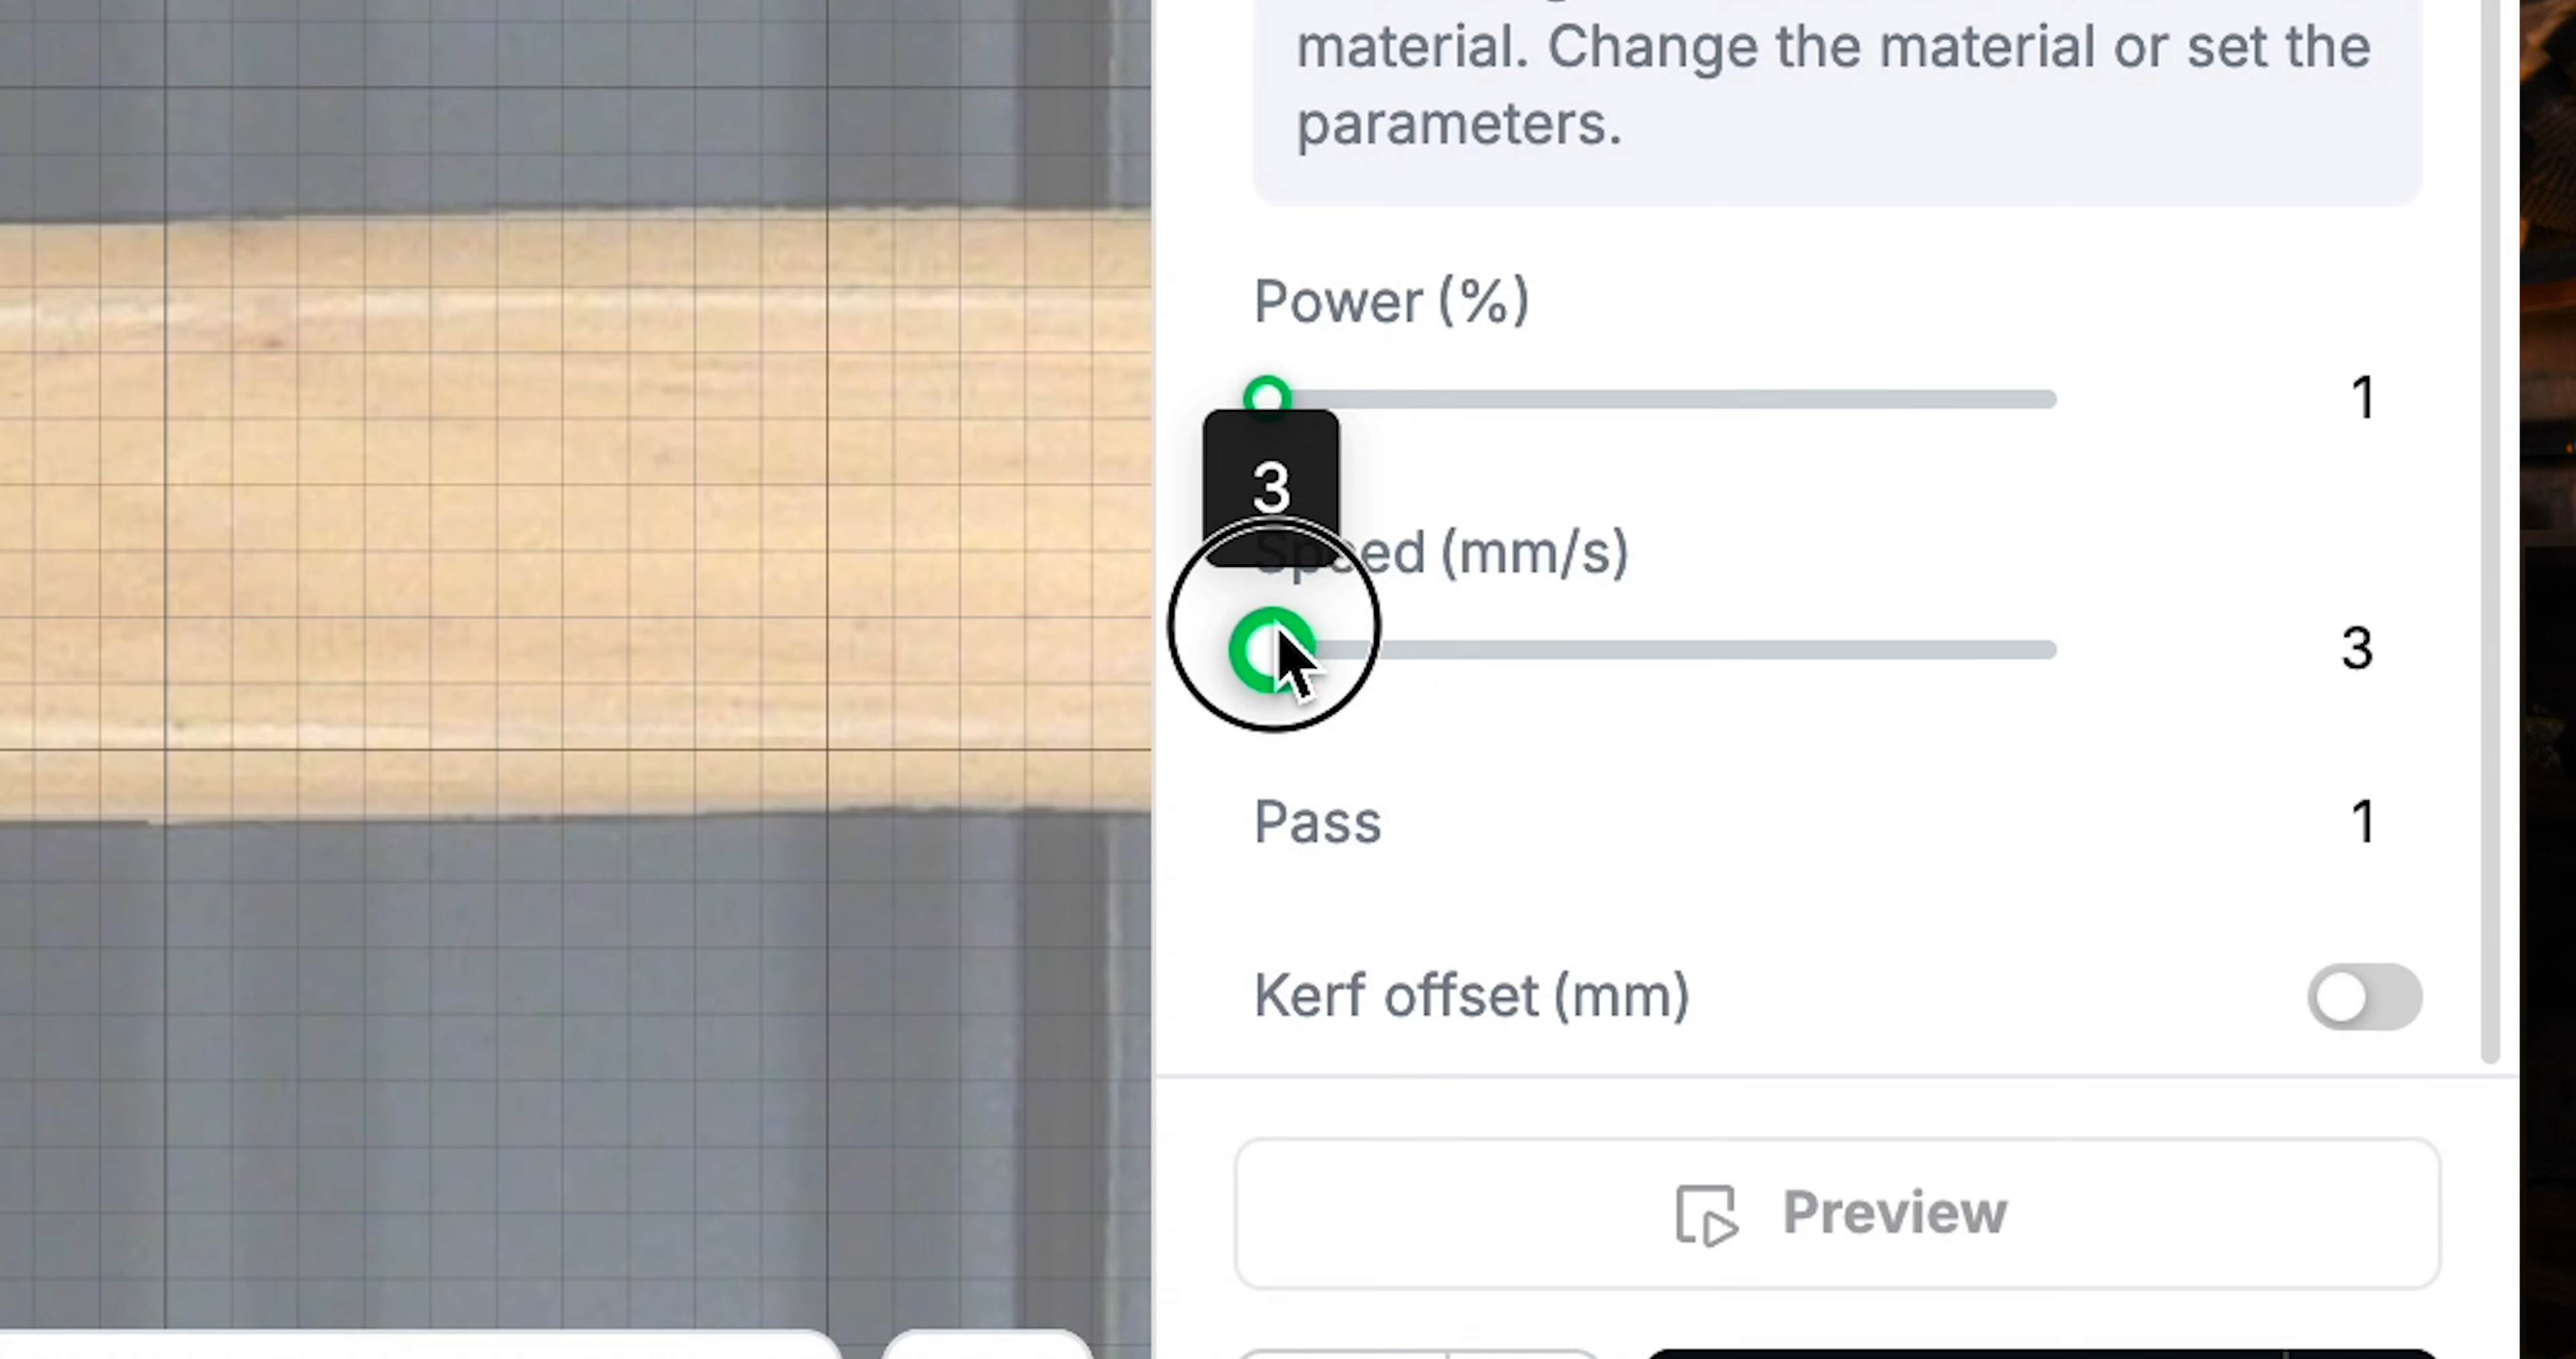 material. Change the material or set the
parameters.
Power (%)
1
3
Speed (mm/s)
3
Pass
1
Kerf offset (mm)
Preview